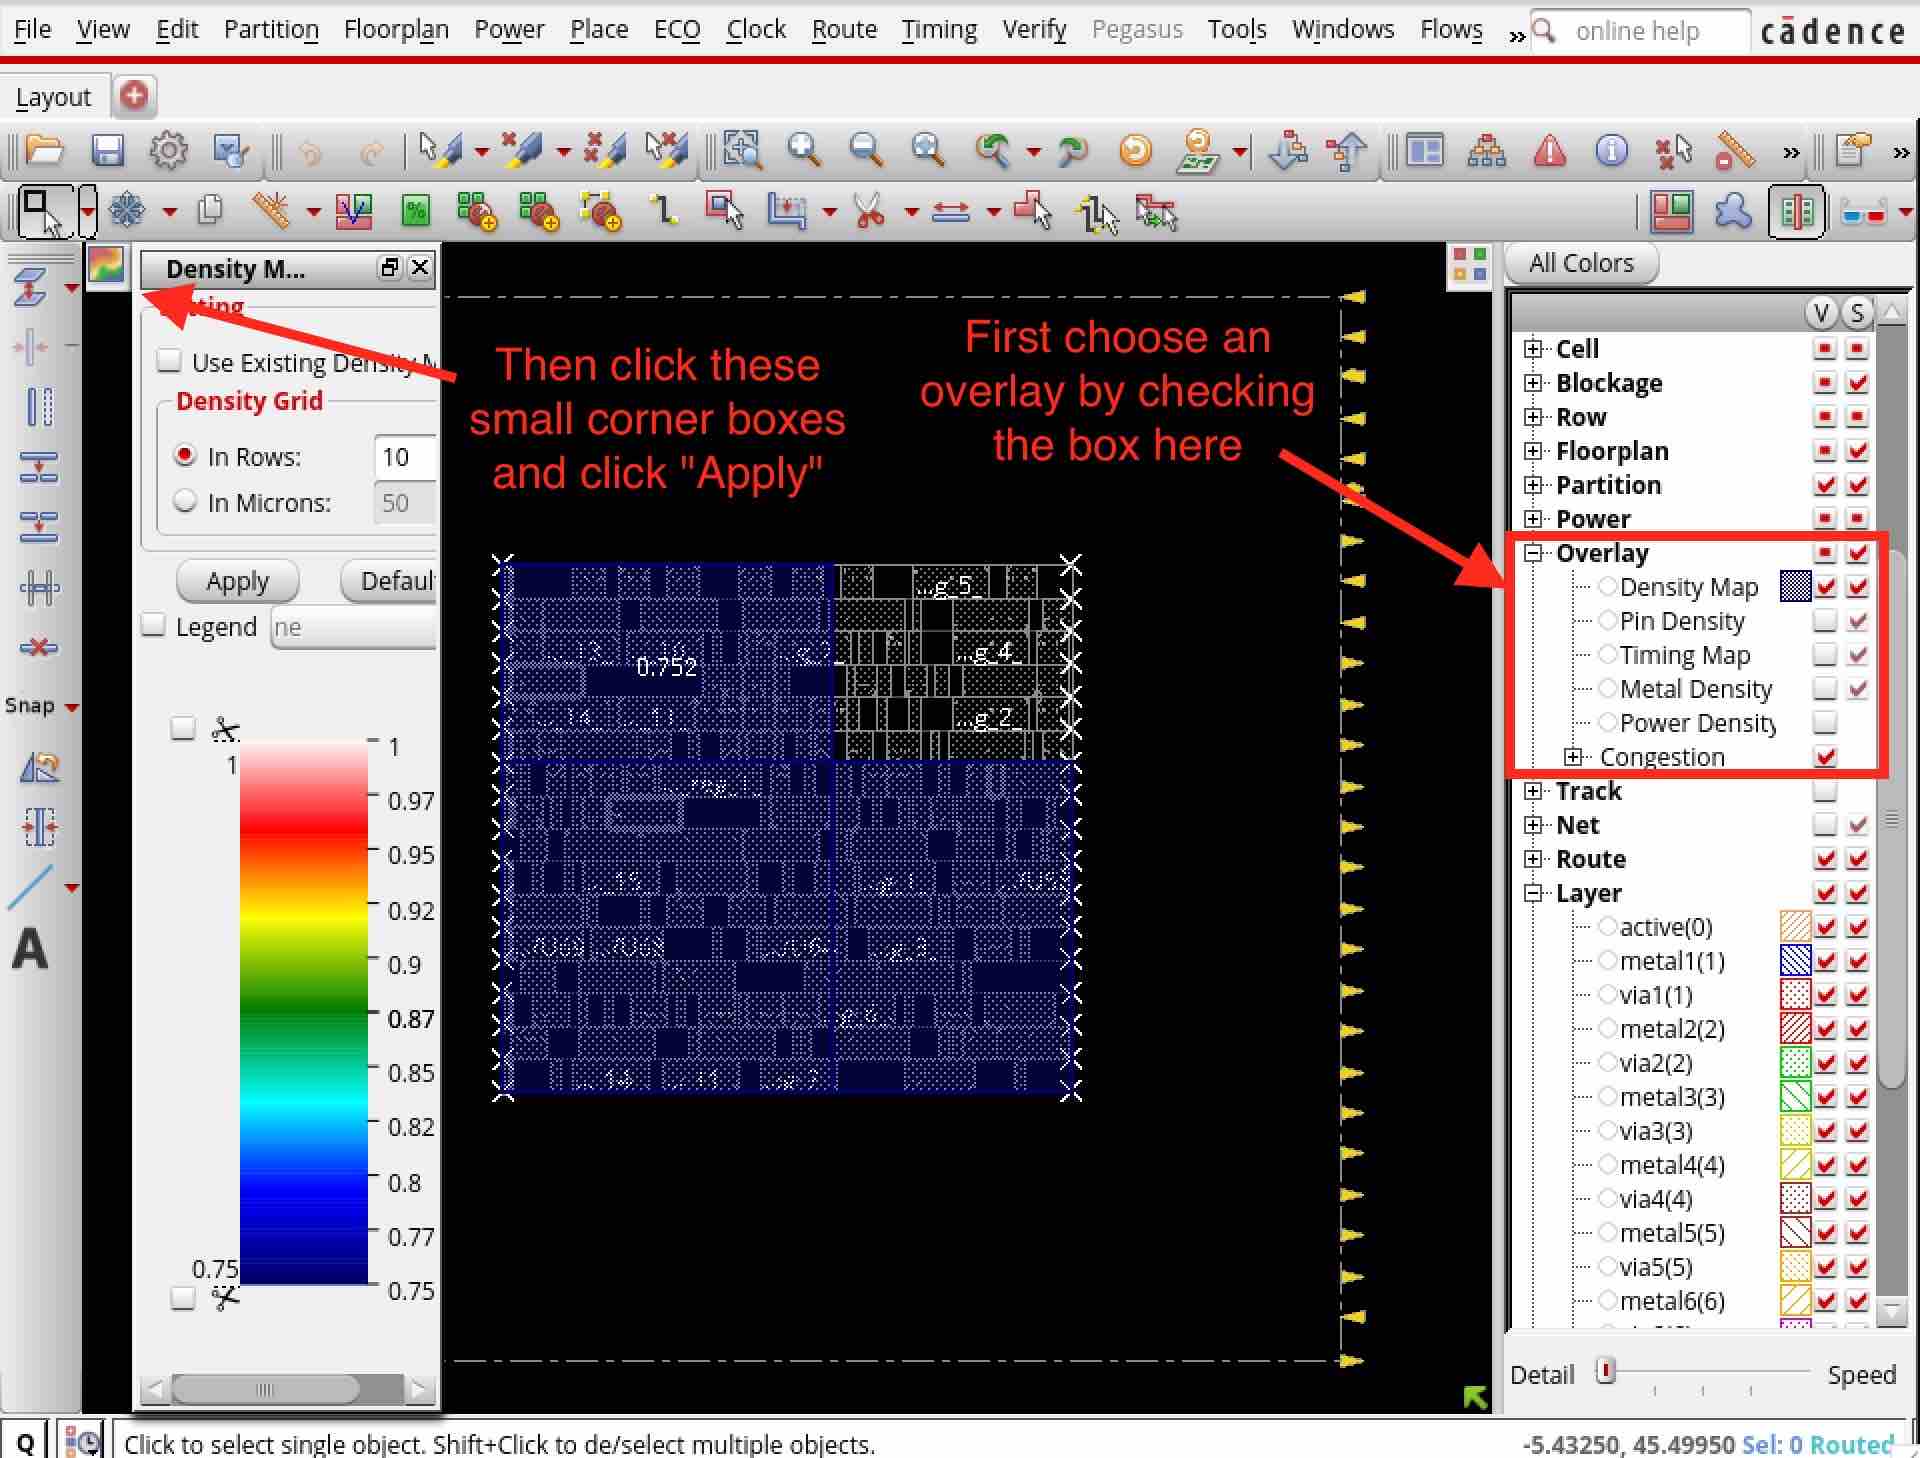 File View Edit Partition Floorplan Power Place ECO Clock Route Timing Verify Pegasus Tools Windows Flows » online help cādence
Layout
»
»
%
Density M...
Setting
Use Existing Density M
Density Grid
In Rows: 10
In Microns: 50
Apply Defaul
Legend ne
1
1
0.97
0.95
0.92
0.9
0.87
0.85
0.82
0.8
0.77
0.75
0.75
Snap
A
Then click these
small corner boxes
and click "Apply"
First choose an
overlay by checking
the box here
...g_5_
...g_4_
0.752
...g_2_
All Colors
V S
Cell
Blockage
Row
Floorplan
Partition
Power
Overlay
Density Map
Pin Density
Timing Map
Metal Density
Power Density
Congestion
Track
Net
Route
Layer
active(0)
metal1(1)
via1(1)
metal2(2)
via2(2)
metal3(3)
via3(3)
metal4(4)
via4(4)
metal5(5)
via5(5)
metal6(6)
Detail Speed
Q Click to select single object. Shift+Click to de/select multiple objects. -5.43250, 45.49950 Sel: 0 Routed